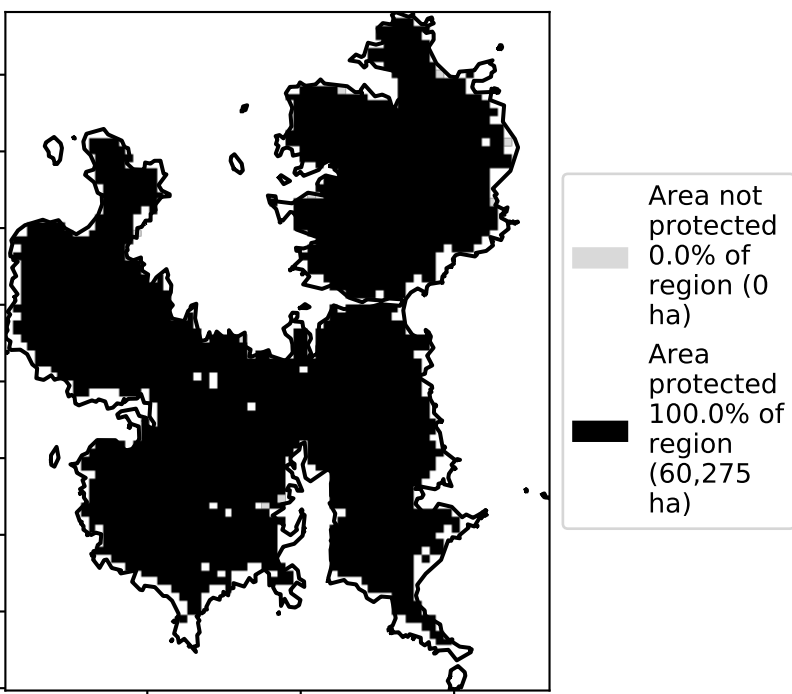 Area not
protected
0.0% of
region (0
ha)
Area
protected
100.0% of
region
(60,275
ha)